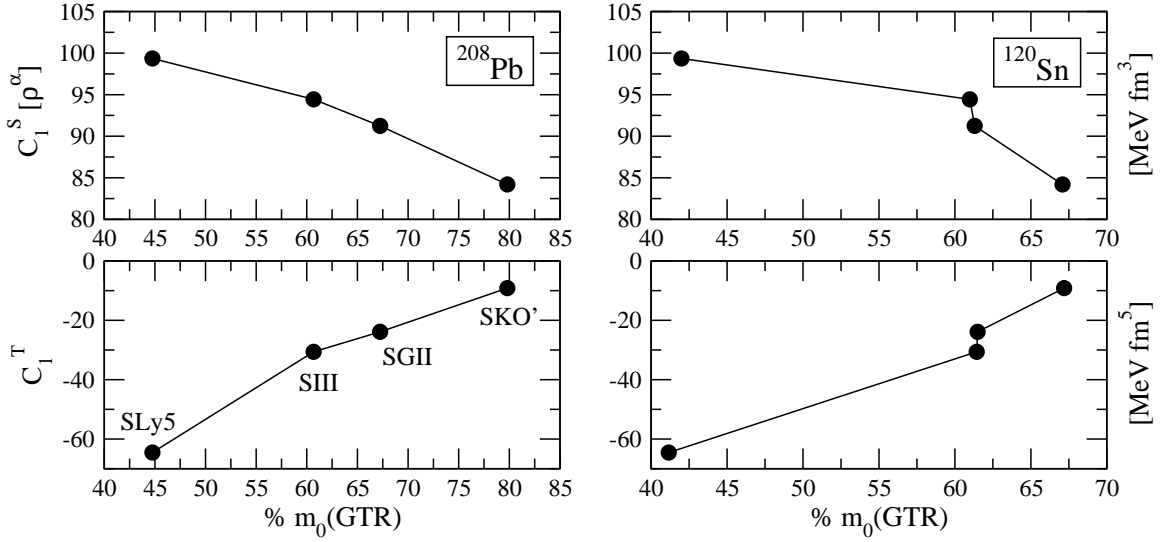 105
100
95
90
85
80
C₁ˢ [ρᵅ]
²⁰⁸Pb
40 45 50 55 60 65 70 75 80 85
¹²⁰Sn
40 45 50 55 60 65 70
[MeV fm³]
0
-20
-40
-60
C₁ᵀ
SLy5
SIII
SGII
SKO’
40 45 50 55 60 65 70 75 80 85
% m₀(GTR)
105
100
95
90
85
80
0
-20
-40
-60
40 45 50 55 60 65 70
% m₀(GTR)
[MeV fm⁵]